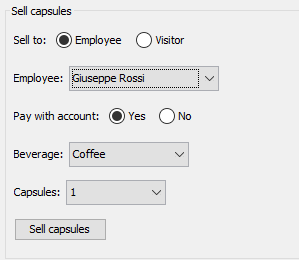 Sell capsules
Sell to: Employee Visitor
Employee: Giuseppe Rossi
Pay with account: Yes No
Beverage: Coffee
Capsules: 1
Sell capsules